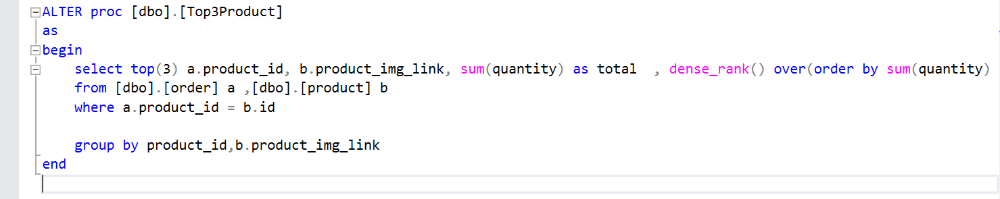 ALTER proc [dbo].[Top3Product]
as
begin
select top(3) a.product_id, b.product_img_link, sum(quantity) as total , dense_rank() over(order by sum(quantity)
from [dbo].[order] a ,[dbo].[product] b
where a.product_id = b.id
group by product_id,b.product_img_link
end